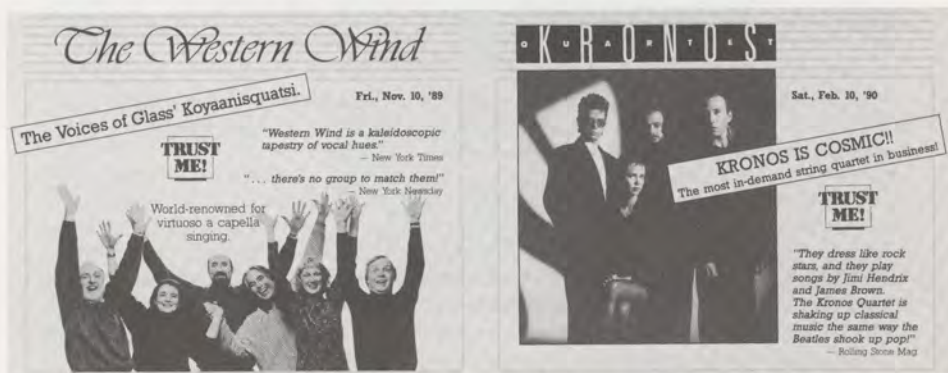 The Western Wind
The Voices of Glass' Koyaanisquatsi.
Fri., Nov. 10, '89
TRUST
ME!
"Western Wind is a kaleidoscopic
tapestry of vocal hues."
— New York Times
". . . there's no group to match them!"
— New York Newsday
World-renowned for
virtuoso a capella
singing.
KRONOS
QUARTET
Sat., Feb. 10, '90
KRONOS IS COSMIC!!
The most in-demand string quartet in business!
TRUST
ME!
"They dress like rock
stars, and they play
songs by Jimi Hendrix
and James Brown.
The Kronos Quartet is
shaking up classical
music the same way the
Beatles shook up pop!"
— Rolling Stone Mag.